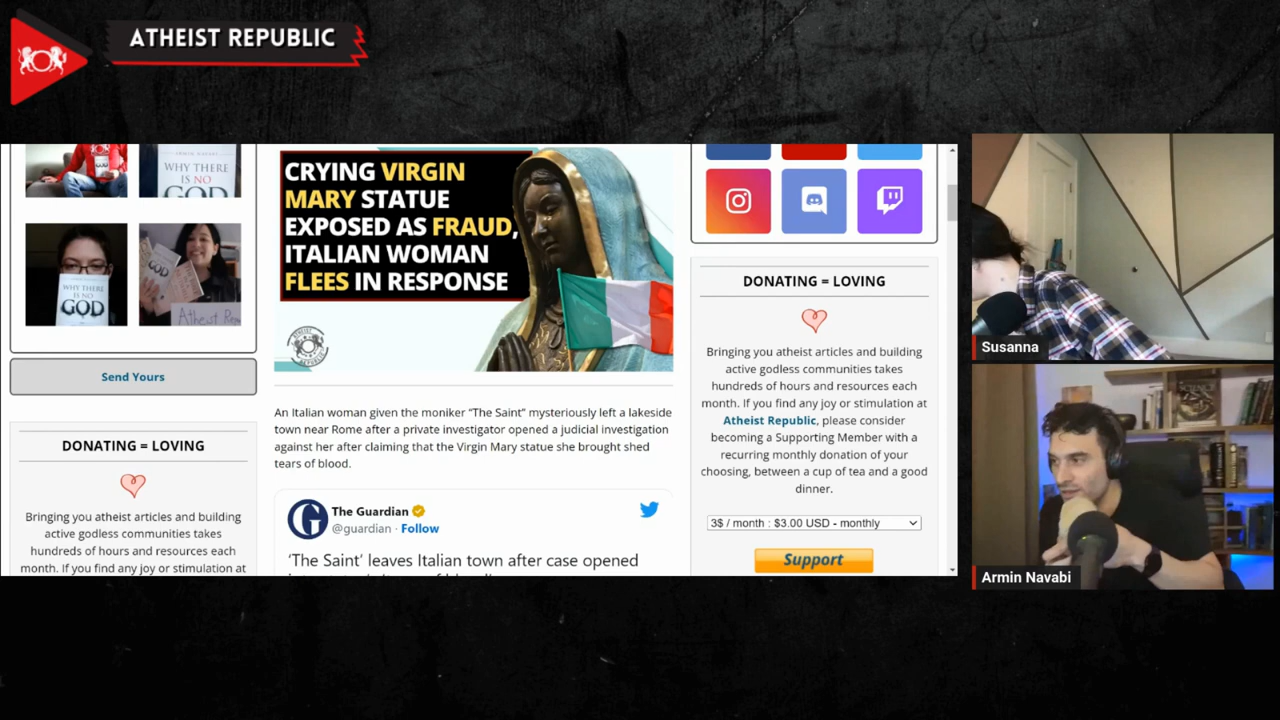 ATHEIST REPUBLIC
WHY THERE
IS NO
GOD
WHY THERE
IS NO
GOD
GOD
Atheist Rep
Send Yours
DONATING = LOVING
Bringing you atheist articles and building
active godless communities takes
hundreds of hours and resources each
month. If you find any joy or stimulation at
CRYING VIRGIN
MARY STATUE
EXPOSED AS FRAUD,
ITALIAN WOMAN
FLEES IN RESPONSE
ATHEIST
REPUBLIC
An Italian woman given the moniker “The Saint” mysteriously left a lakeside
town near Rome after a private investigator opened a judicial investigation
against her after claiming that the Virgin Mary statue she brought shed
tears of blood.
The Guardian
@guardian · Follow
‘The Saint’ leaves Italian town after case opened
DONATING = LOVING
Bringing you atheist articles and building
active godless communities takes
hundreds of hours and resources each
month. If you find any joy or stimulation at
Atheist Republic, please consider
becoming a Supporting Member with a
recurring monthly donation of your
choosing, between a cup of tea and a good
dinner.
3$ / month : $3.00 USD - monthly
Support
Susanna
Armin Navabi